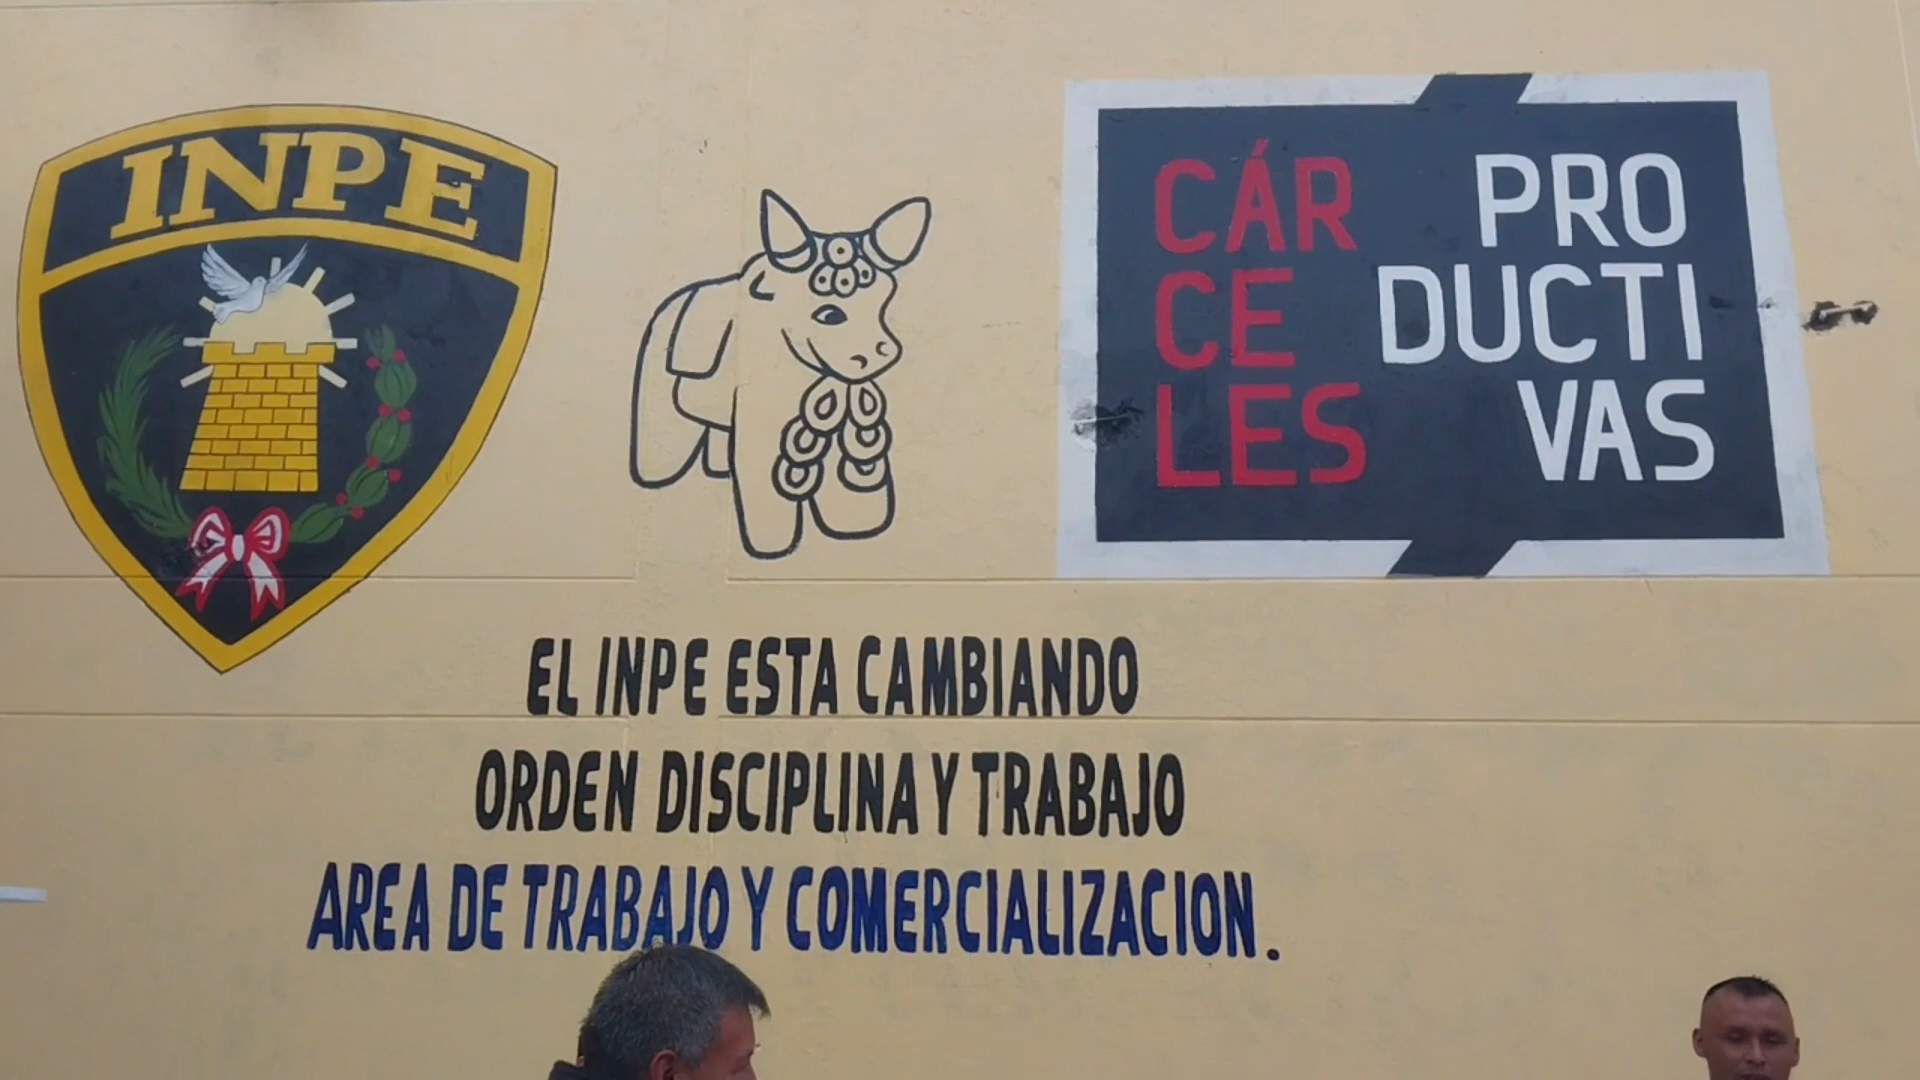 INPE
CÁR PRO
CE DUCTI
LES VAS
EL INPE ESTA CAMBIANDO
ORDEN DISCIPLINA Y TRABAJO
AREA DE TRABAJO Y COMERCIALIZACION.